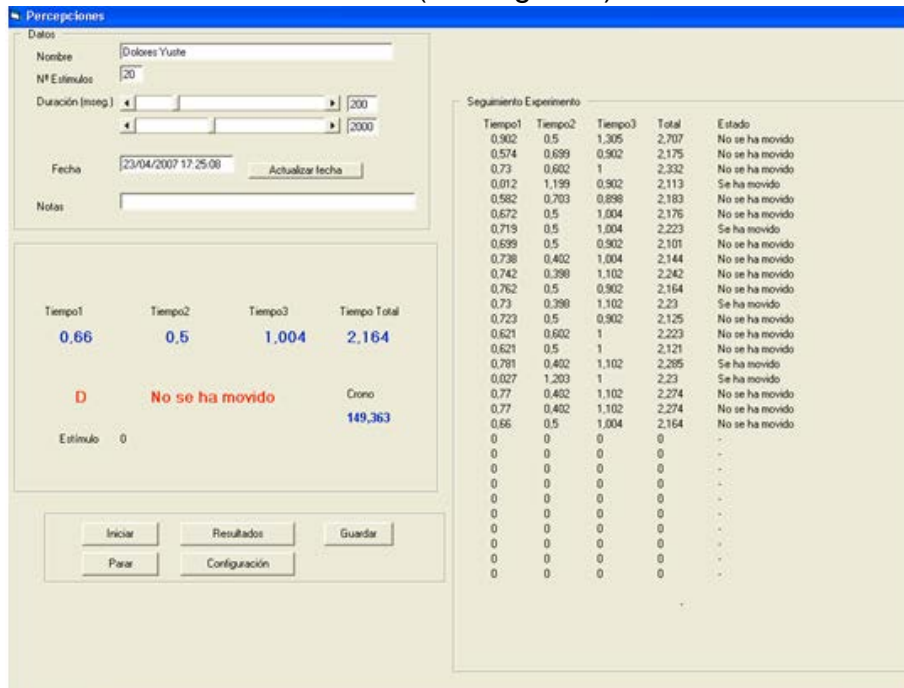 Percepciones
Datos
Nombre Dolores Yuste
Nº Estímulos 20
Duración (mseg.) 200
2000
Fecha 23/04/2007 17:25:08 Actualizar fecha
Notas
Tiempo1 Tiempo2 Tiempo3 Tiempo Total
0,66 0,5 1,004 2,164
D No se ha movido Crono
149,363
Estímulo 0
Iniciar Resultados Guardar
Parar Configuración
Seguimiento Experimento
Tiempo1 Tiempo2 Tiempo3 Total Estado
0,902 0,5 1,305 2,707 No se ha movido
0,574 0,699 0,902 2,175 No se ha movido
0,73 0,602 1 2,332 No se ha movido
0,012 1,199 0,902 2,113 Se ha movido
0,582 0,703 0,898 2,183 No se ha movido
0,672 0,5 1,004 2,176 No se ha movido
0,719 0,5 1,004 2,223 Se ha movido
0,699 0,5 0,902 2,101 No se ha movido
0,738 0,402 1,004 2,144 No se ha movido
0,742 0,398 1,102 2,242 No se ha movido
0,762 0,5 0,902 2,164 No se ha movido
0,73 0,398 1,102 2,23 Se ha movido
0,723 0,5 0,902 2,125 No se ha movido
0,621 0,602 1 2,223 No se ha movido
0,621 0,5 1 2,121 No se ha movido
0,781 0,402 1,102 2,285 Se ha movido
0,027 1,203 1 2,23 Se ha movido
0,77 0,402 1,102 2,274 No se ha movido
0,77 0,402 1,102 2,274 No se ha movido
0,66 0,5 1,004 2,164 No se ha movido
0 0 0 0 -
0 0 0 0 -
0 0 0 0 -
0 0 0 0 -
0 0 0 0 -
0 0 0 0 -
0 0 0 0 -
0 0 0 0 -
0 0 0 0 -
0 0 0 0 -